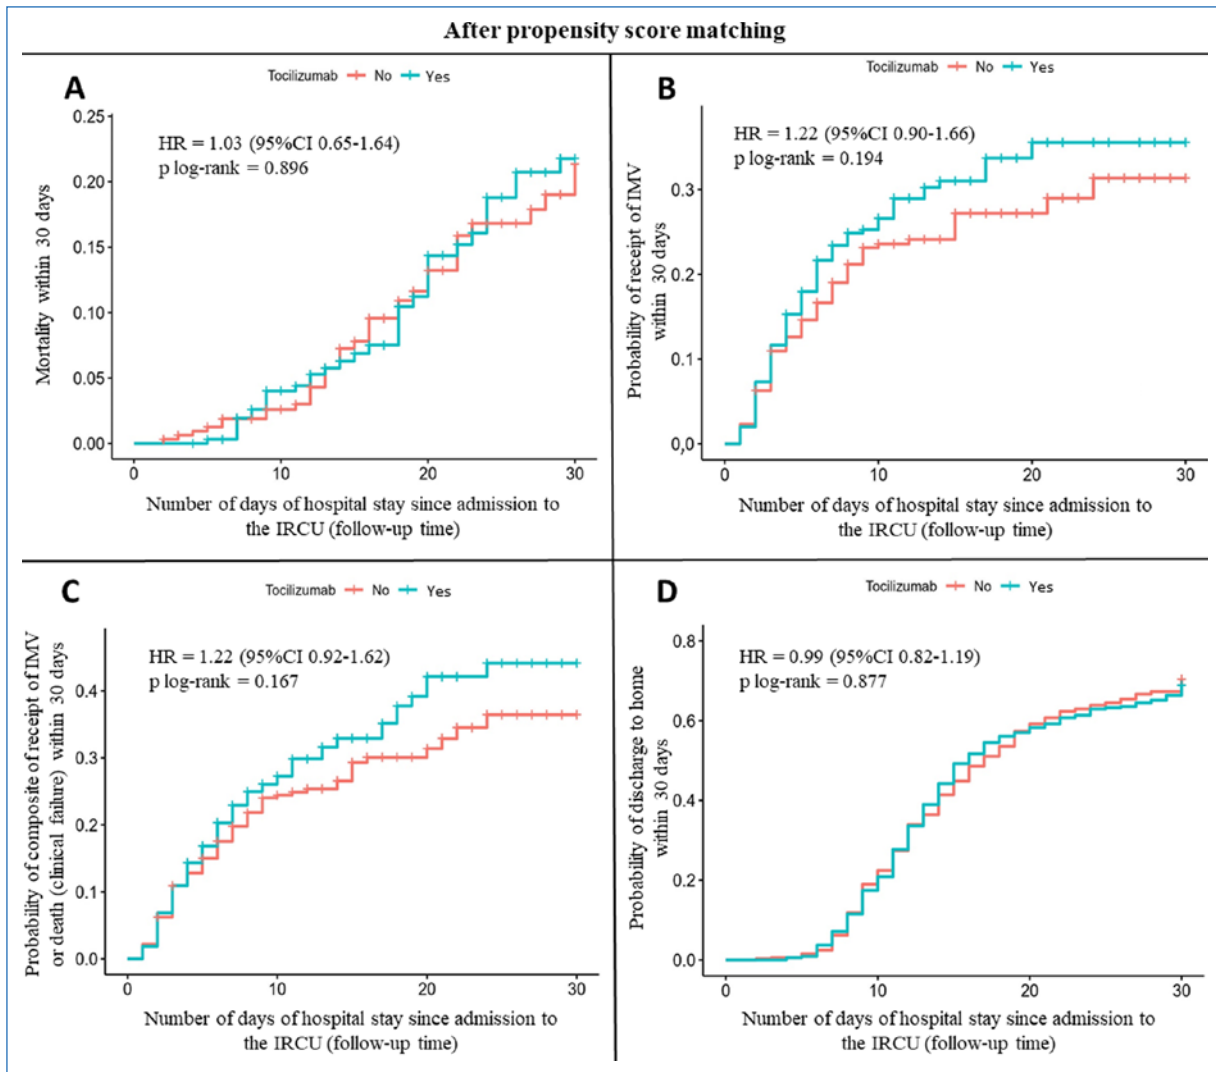 After propensity score matching
A
Tocilizumab No Yes
HR = 1.03 (95%CI 0.65-1.64)
p log-rank = 0.896
Mortality within 30 days
0.25
0.20
0.15
0.10
0.05
0.00
0 10 20 30
Number of days of hospital stay since admission to
the IRCU (follow-up time)
B
Tocilizumab No Yes
HR = 1.22 (95%CI 0.90-1.66)
p log-rank = 0.194
Probability of receipt of IMV
within 30 days
0.3
0.2
0.1
0,0
0 10 20 30
Number of days of hospital stay since admission to
the IRCU (follow-up time)
C
Tocilizumab No Yes
HR = 1.22 (95%CI 0.92-1.62)
p log-rank = 0.167
Probability of composite of receipt of IMV
or death (clinical failure) within 30 days
0.4
0.3
0.2
0.1
0.0
0 10 20 30
Number of days of hospital stay since admission to
the IRCU (follow-up time)
D
Tocilizumab No Yes
HR = 0.99 (95%CI 0.82-1.19)
p log-rank = 0.877
Probability of discharge to home
within 30 days
0.8
0.6
0.4
0.2
0.0
0 10 20 30
Number of days of hospital stay since admission to
the IRCU (follow-up time)